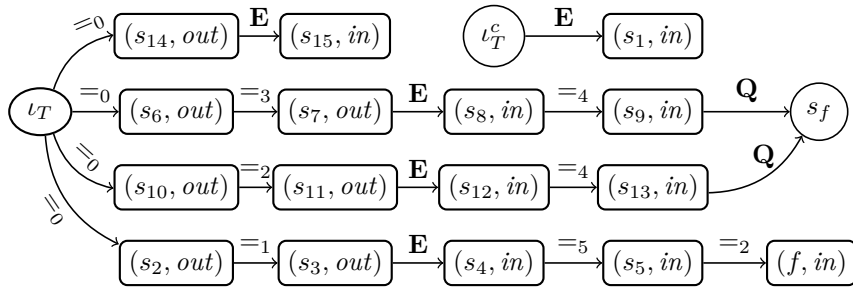 =₀ (s₁₄, out) E (s₁₅, in) ι_T^c E (s₁, in)
ι_T =₀ (s₆, out) =₃ (s₇, out) E (s₈, in) =₄ (s₉, in) Q s_f
=₀ (s₁₀, out) =₂ (s₁₁, out) E (s₁₂, in) =₄ (s₁₃, in) Q
=₀ (s₂, out) =₁ (s₃, out) E (s₄, in) =₅ (s₅, in) =₂ (f, in)